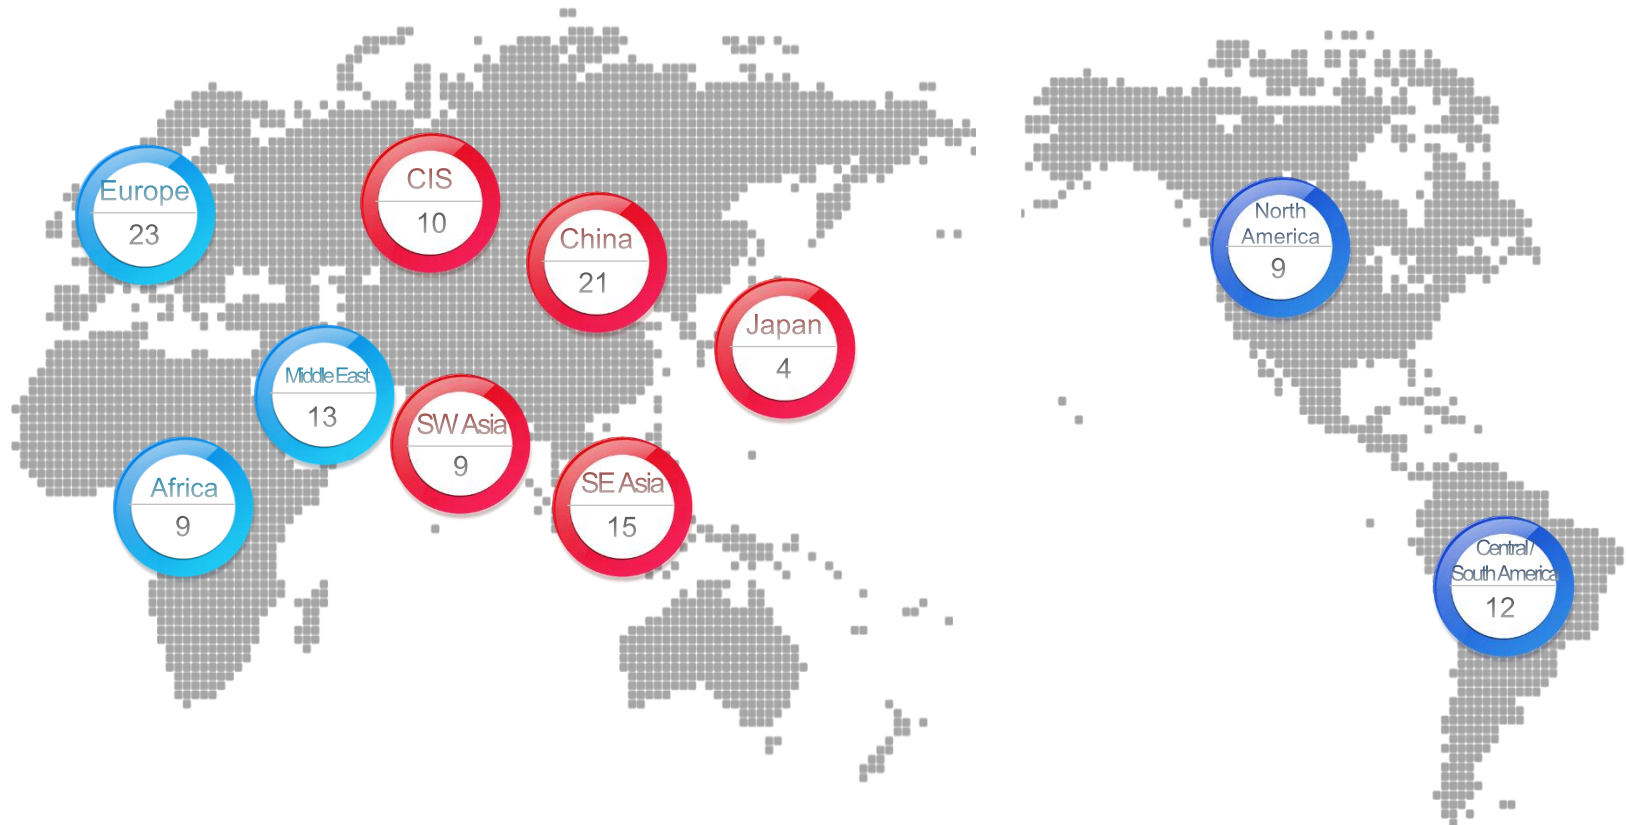 Europe
23
CIS
10
China
21
Japan
4
Middle East
13
SW Asia
9
Africa
9
SE Asia
15
North
America
9
Central/
South America
12